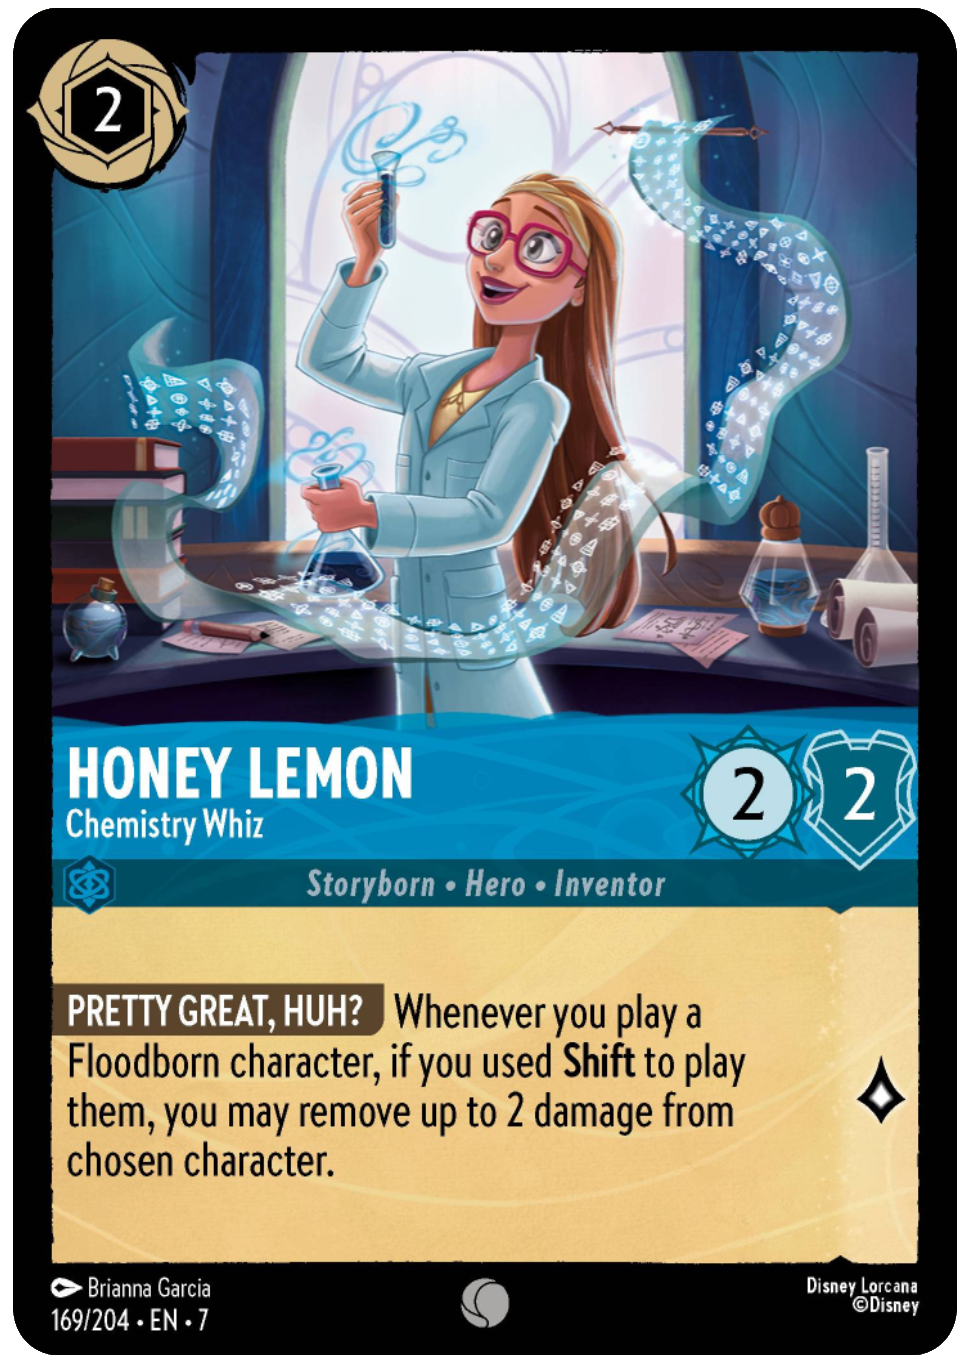 2
HONEY LEMON
Chemistry Whiz
2 2
Storyborn • Hero • Inventor
PRETTY GREAT, HUH? Whenever you play a
Floodborn character, if you used Shift to play
them, you may remove up to 2 damage from
chosen character.
Brianna Garcia
169/204 • EN • 7
Disney Lorcana
©Disney